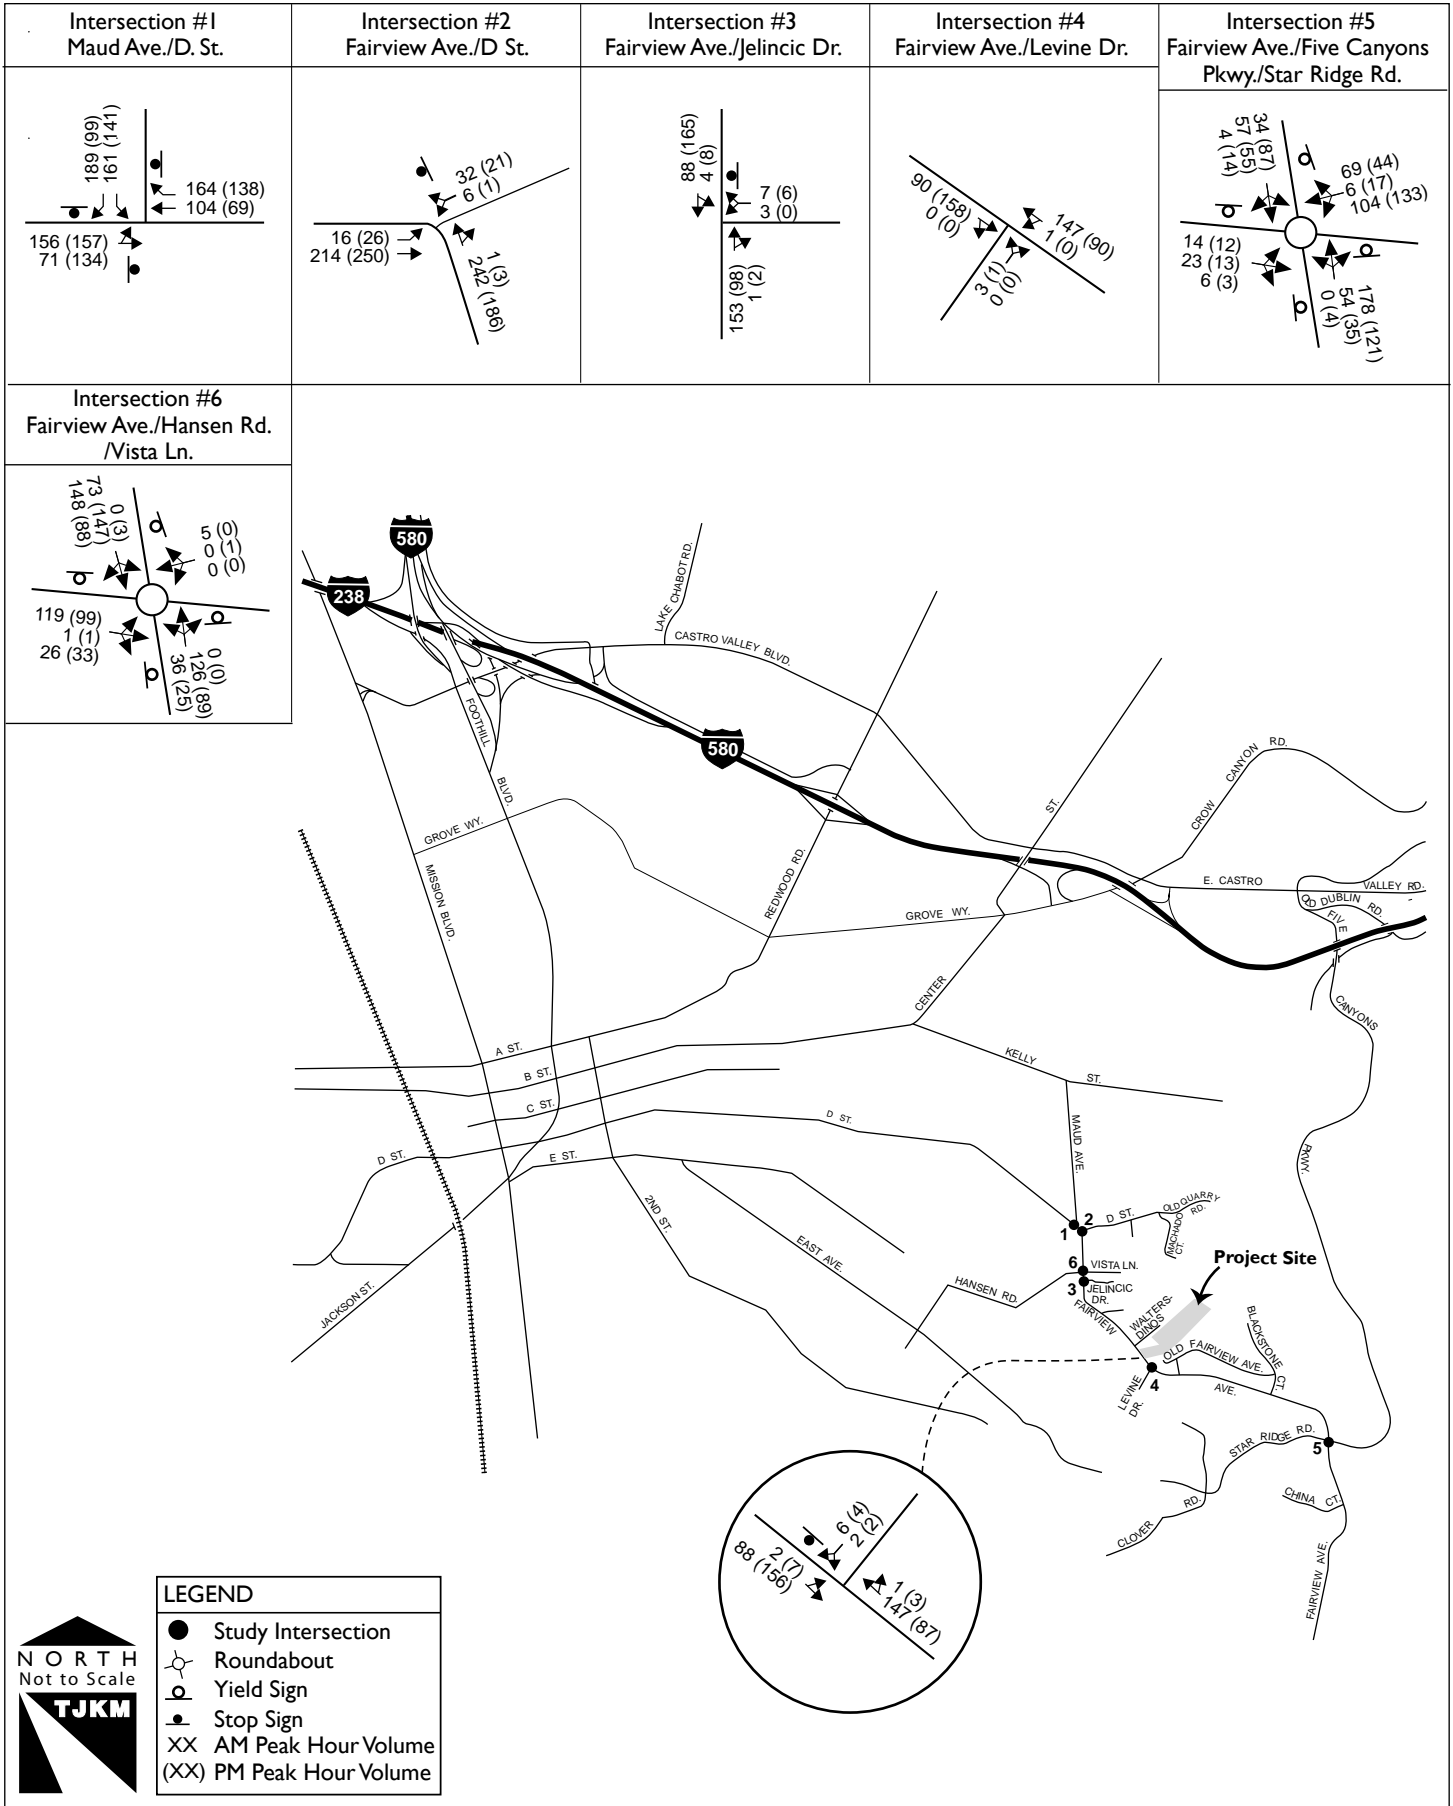 Intersection #1
Maud Ave./D. St.
189 (99)
161 (141)
164 (138)
104 (69)
156 (157)
71 (134)
Intersection #2
Fairview Ave./D St.
32 (21)
6 (1)
16 (26)
214 (250)
1 (3)
242 (186)
Intersection #3
Fairview Ave./Jelincic Dr.
88 (165)
4 (8)
7 (6)
3 (0)
153 (98)
1 (2)
Intersection #4
Fairview Ave./Levine Dr.
90 (158)
0 (0)
147 (90)
1 (0)
3 (1)
0 (0)
Intersection #5
Fairview Ave./Five Canyons
Pkwy./Star Ridge Rd.
34 (87)
57 (55)
4 (14)
69 (44)
6 (17)
104 (133)
14 (12)
23 (13)
6 (3)
178 (121)
54 (35)
0 (4)
Intersection #6
Fairview Ave./Hansen Rd.
/Vista Ln.
0 (3)
73 (147)
148 (88)
5 (0)
0 (1)
0 (0)
119 (99)
1 (1)
26 (33)
0 (0)
126 (89)
36 (25)
580
238
LAKE CHABOT RD.
CASTRO VALLEY BLVD.
FOOTHILL
BLVD.
580
GROVE WY.
MISSION BLVD.
REDWOOD RD.
ST.
CROW CANYON RD.
E. CASTRO VALLEY RD.
OLD DUBLIN RD.
FIVE
GROVE WY.
CENTER
CANYONS
A ST.
B ST.
C ST.
D ST.
KELLY ST.
D ST.
E ST.
MAUD AVE.
PKWY.
2ND ST.
EAST AVE.
JACKSON ST.
1
2
D ST.
OLD QUARRY
RD.
MACHADO
CT.
Project Site
6
VISTA LN.
3
JELINCIC
DR.
HANSEN RD.
FAIRVIEW
WALTERS-
DINOS
OLD FAIRVIEW AVE.
BLACKSTONE
CT.
4
LEVINE
DR.
AVE.
STAR RIDGE RD.
5
CHINA CT.
CLOVER RD.
FAIRVIEW AVE.
6 (4)
2 (2)
2 (7)
88 (156)
1 (3)
147 (87)
LEGEND
Study Intersection
Roundabout
Yield Sign
Stop Sign
XX AM Peak Hour Volume
(XX) PM Peak Hour Volume
NORTH
Not to Scale
TJKM